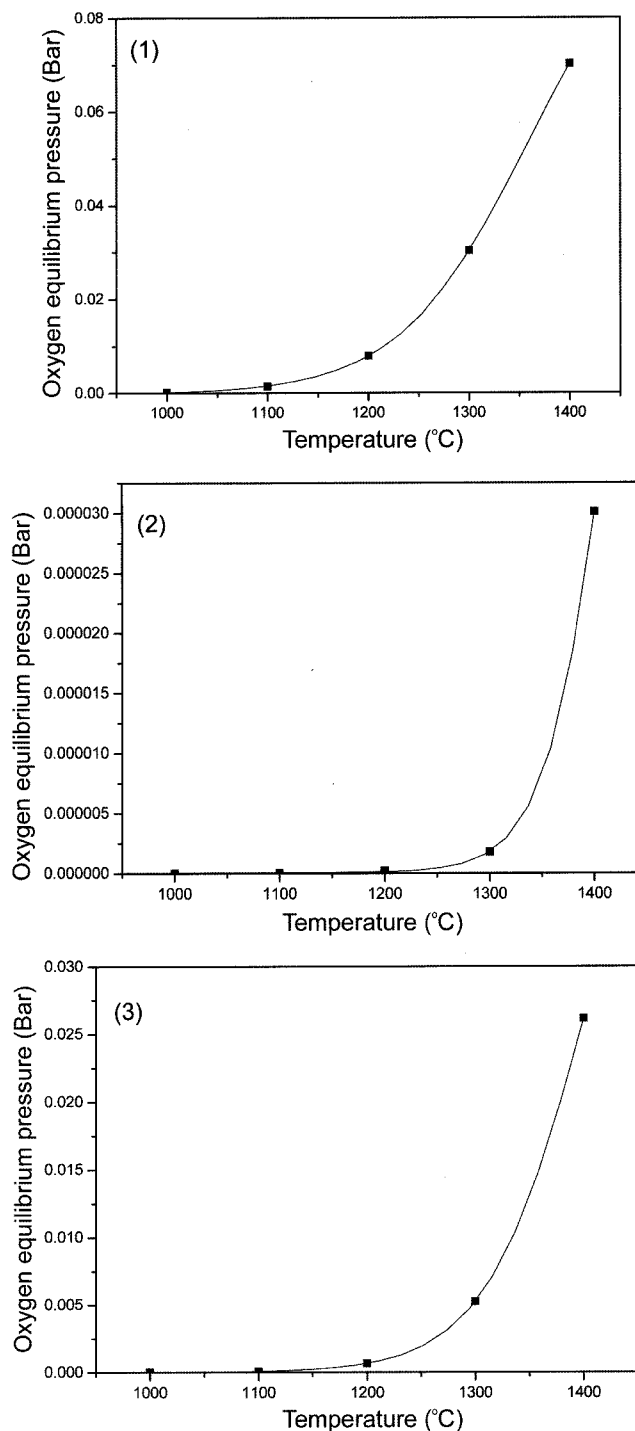 (1)
Oxygen equilibrium pressure (Bar)
0.08
0.06
0.04
0.02
0.00
1000 1100 1200 1300 1400
Temperature (°C)
(2)
Oxygen equilibrium pressure (Bar)
0.000030
0.000025
0.000020
0.000015
0.000010
0.000005
0.000000
1000 1100 1200 1300 1400
Temperature (°C)
(3)
Oxygen equilibrium pressure (Bar)
0.030
0.025
0.020
0.015
0.010
0.005
0.000
1000 1100 1200 1300 1400
Temperature (°C)